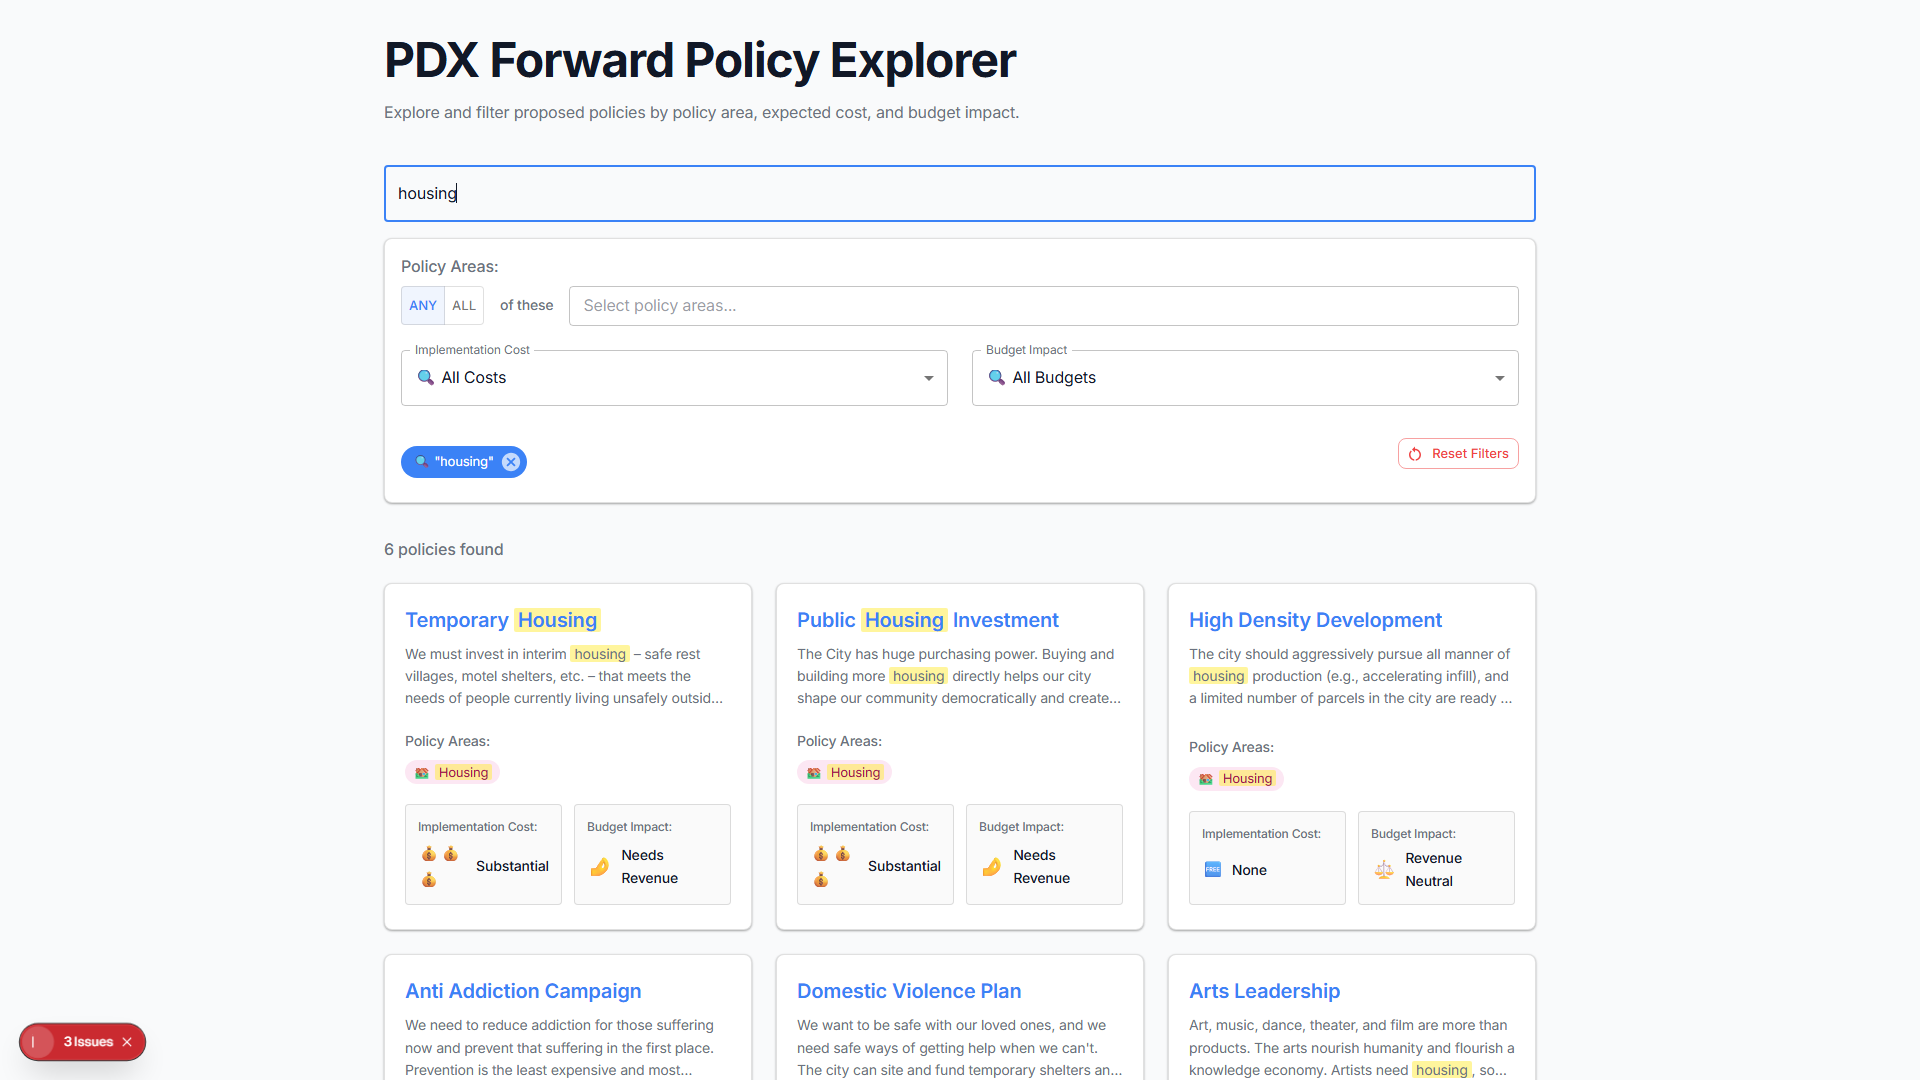 PDX Forward Policy Explorer
Explore and filter proposed policies by policy area, expected cost, and budget impact.
housing
Policy Areas:
ANY ALL of these Select policy areas...
Implementation Cost
All Costs
Budget Impact
All Budgets
"housing"
Reset Filters
6 policies found
Temporary Housing
We must invest in interim housing – safe rest
villages, motel shelters, etc. – that meets the
needs of people currently living unsafely outsid...
Policy Areas:
Housing
Implementation Cost:
Substantial
Budget Impact:
Needs
Revenue
Public Housing Investment
The City has huge purchasing power. Buying and
building more housing directly helps our city
shape our community democratically and create...
Policy Areas:
Housing
Implementation Cost:
Substantial
Budget Impact:
Needs
Revenue
High Density Development
The city should aggressively pursue all manner of
housing production (e.g., accelerating infill), and
a limited number of parcels in the city are ready ...
Policy Areas:
Housing
Implementation Cost:
FREE None
Budget Impact:
Revenue
Neutral
Anti Addiction Campaign
We need to reduce addiction for those suffering
now and prevent that suffering in the first place.
Prevention is the least expensive and most...
Domestic Violence Plan
We want to be safe with our loved ones, and we
need safe ways of getting help when we can't.
The city can site and fund temporary shelters an...
Arts Leadership
Art, music, dance, theater, and film are more than
products. The arts nourish humanity and flourish a
knowledge economy. Artists need housing, so...
3 Issues